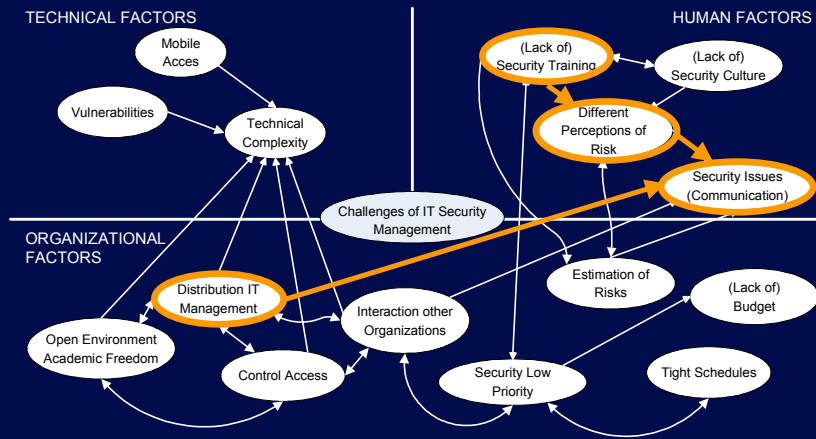 TECHNICAL FACTORS
HUMAN FACTORS
Mobile
Acces
(Lack of)
Security Training
(Lack of)
Security Culture
Vulnerabilities
Technical
Complexity
Different
Perceptions of
Risk
Security Issues
(Communication)
Challenges of IT Security
Management
ORGANIZATIONAL
FACTORS
Distribution IT
Management
Estimation of
Risks
(Lack of)
Budget
Interaction other
Organizations
Open Environment
Academic Freedom
Control Access
Security Low
Priority
Tight Schedules